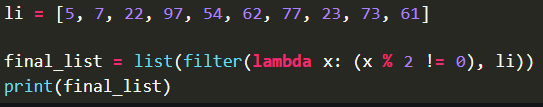 li = [5, 7, 22, 97, 54, 62, 77, 23, 73, 61]
final_list = list(filter(lambda x: (x % 2 != 0), li))
print(final_list)